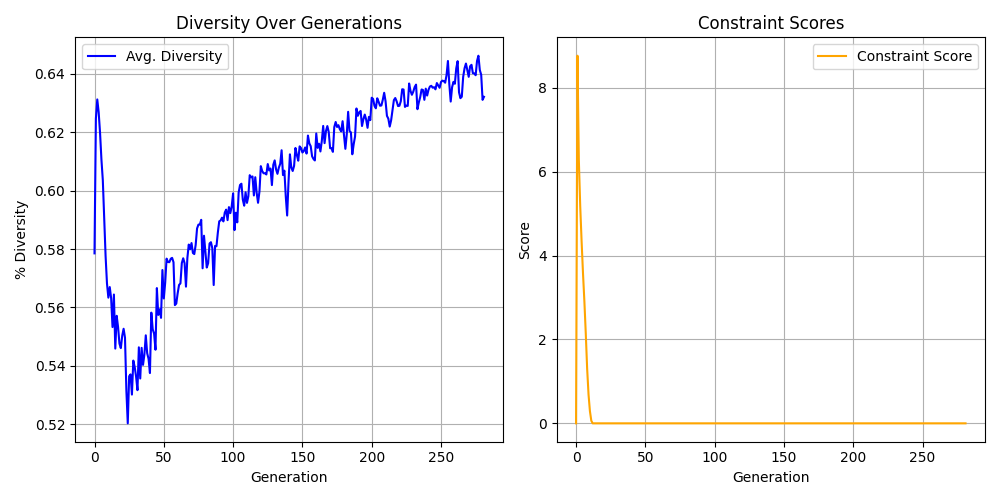 Diversity Over Generations
Avg. Diversity
% Diversity
0.64
0.62
0.60
0.58
0.56
0.54
0.52
0 50 100 150 200 250
Generation
Constraint Scores
Constraint Score
Score
8
6
4
2
0
0 50 100 150 200 250
Generation